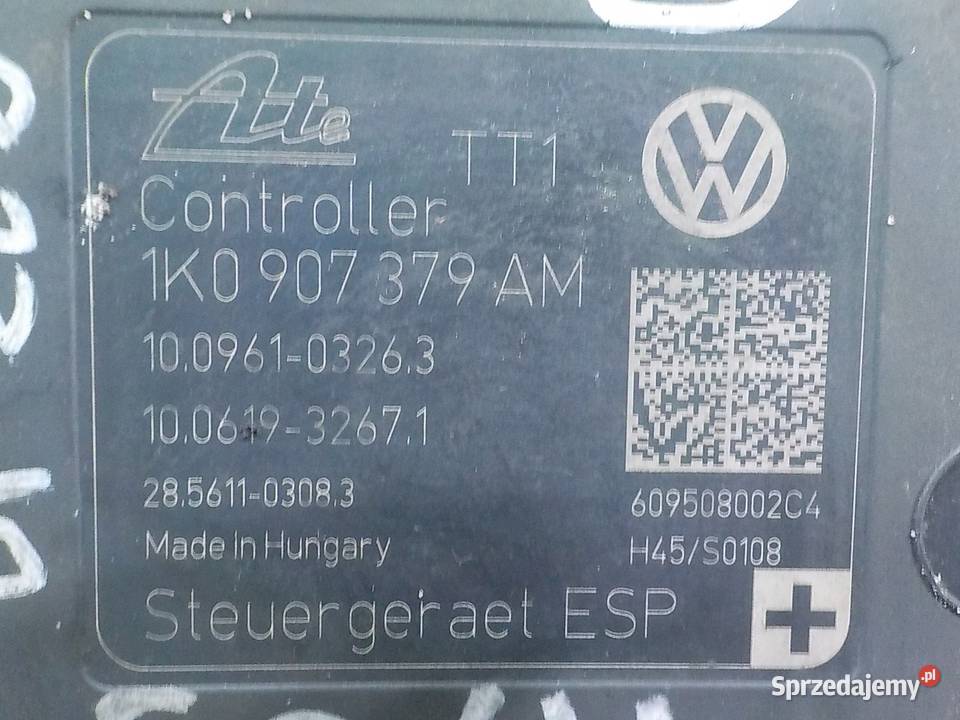 Ate
TT1
Controller
1K0 907 379 AM
10.0961-0326.3
10.0619-3267.1
28.5611-0308.3
609508002C4
Made in Hungary
H45/S0108
Steuergeraet ESP
Sprzedajemy.pl